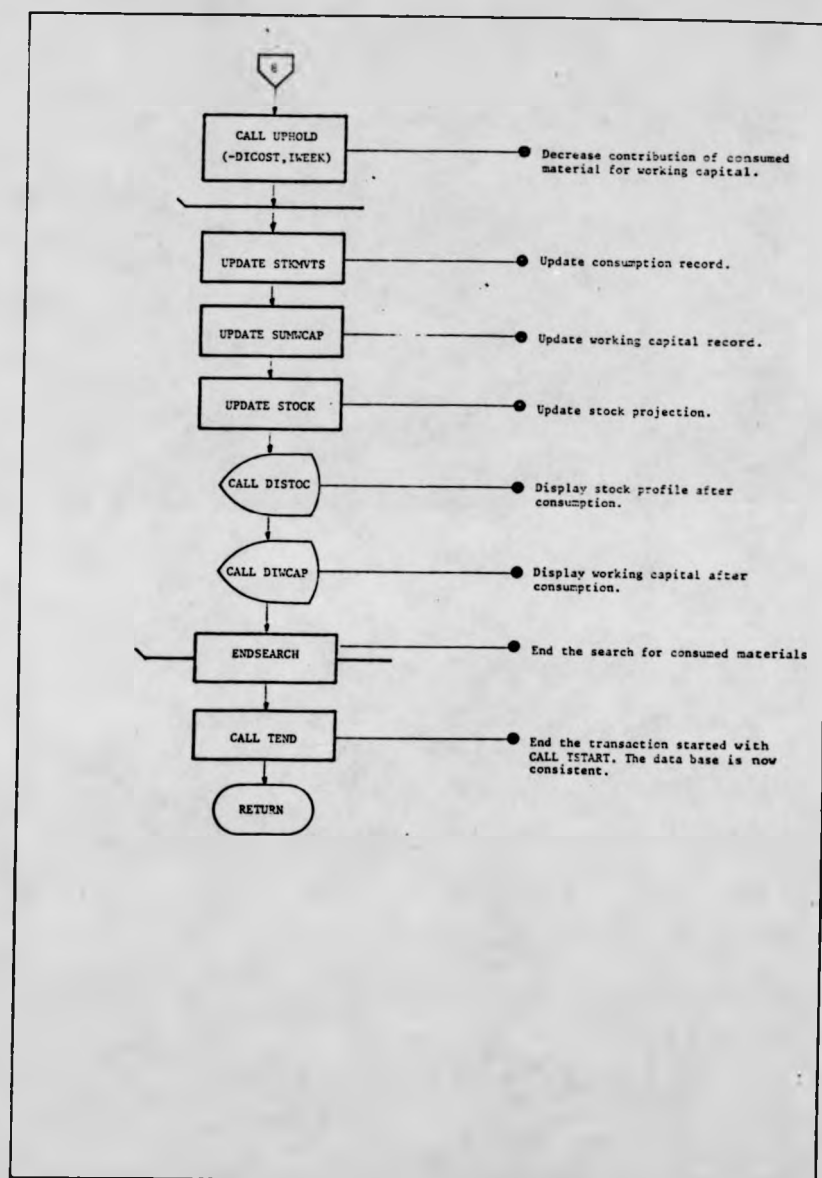 CALL UPHOLD
(-DICOST,IWEEK)
Decrease contribution of consumed
material for working capital.
UPDATE STKMVTS
Update consumption record.
UPDATE SUMWCAP
Update working capital record.
UPDATE STOCK
Update stock projection.
CALL DISTOC
Display stock profile after
consumption.
CALL DIWCAP
Display working capital after
consumption.
ENDSEARCH
End the search for consumed materials
CALL TEND
End the transaction started with
CALL TSTART. The data base is now
consistent.
RETURN